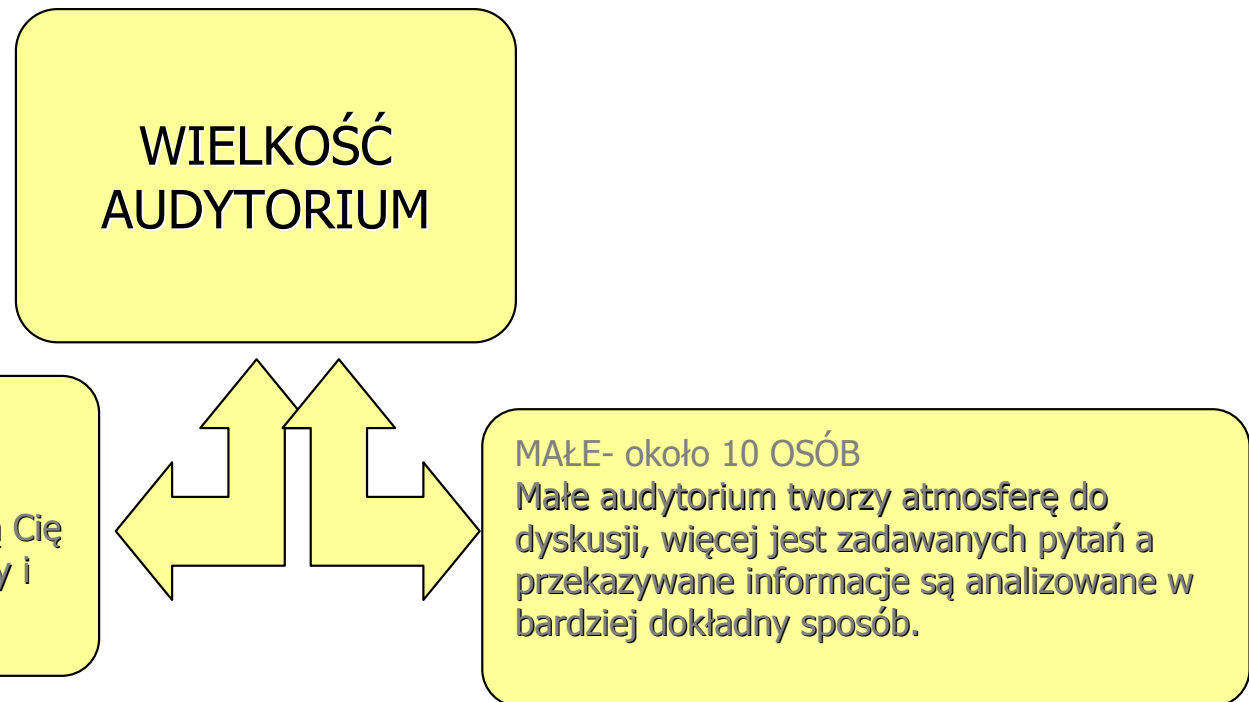 WIELKOŚĆ
AUDYTORIUM
Cię
i
MAŁE- około 10 OSÓB
Małe audytorium tworzy atmosferę do
dyskusji, więcej jest zadawanych pytań a
przekazywane informacje są analizowane w
bardziej dokładny sposób.